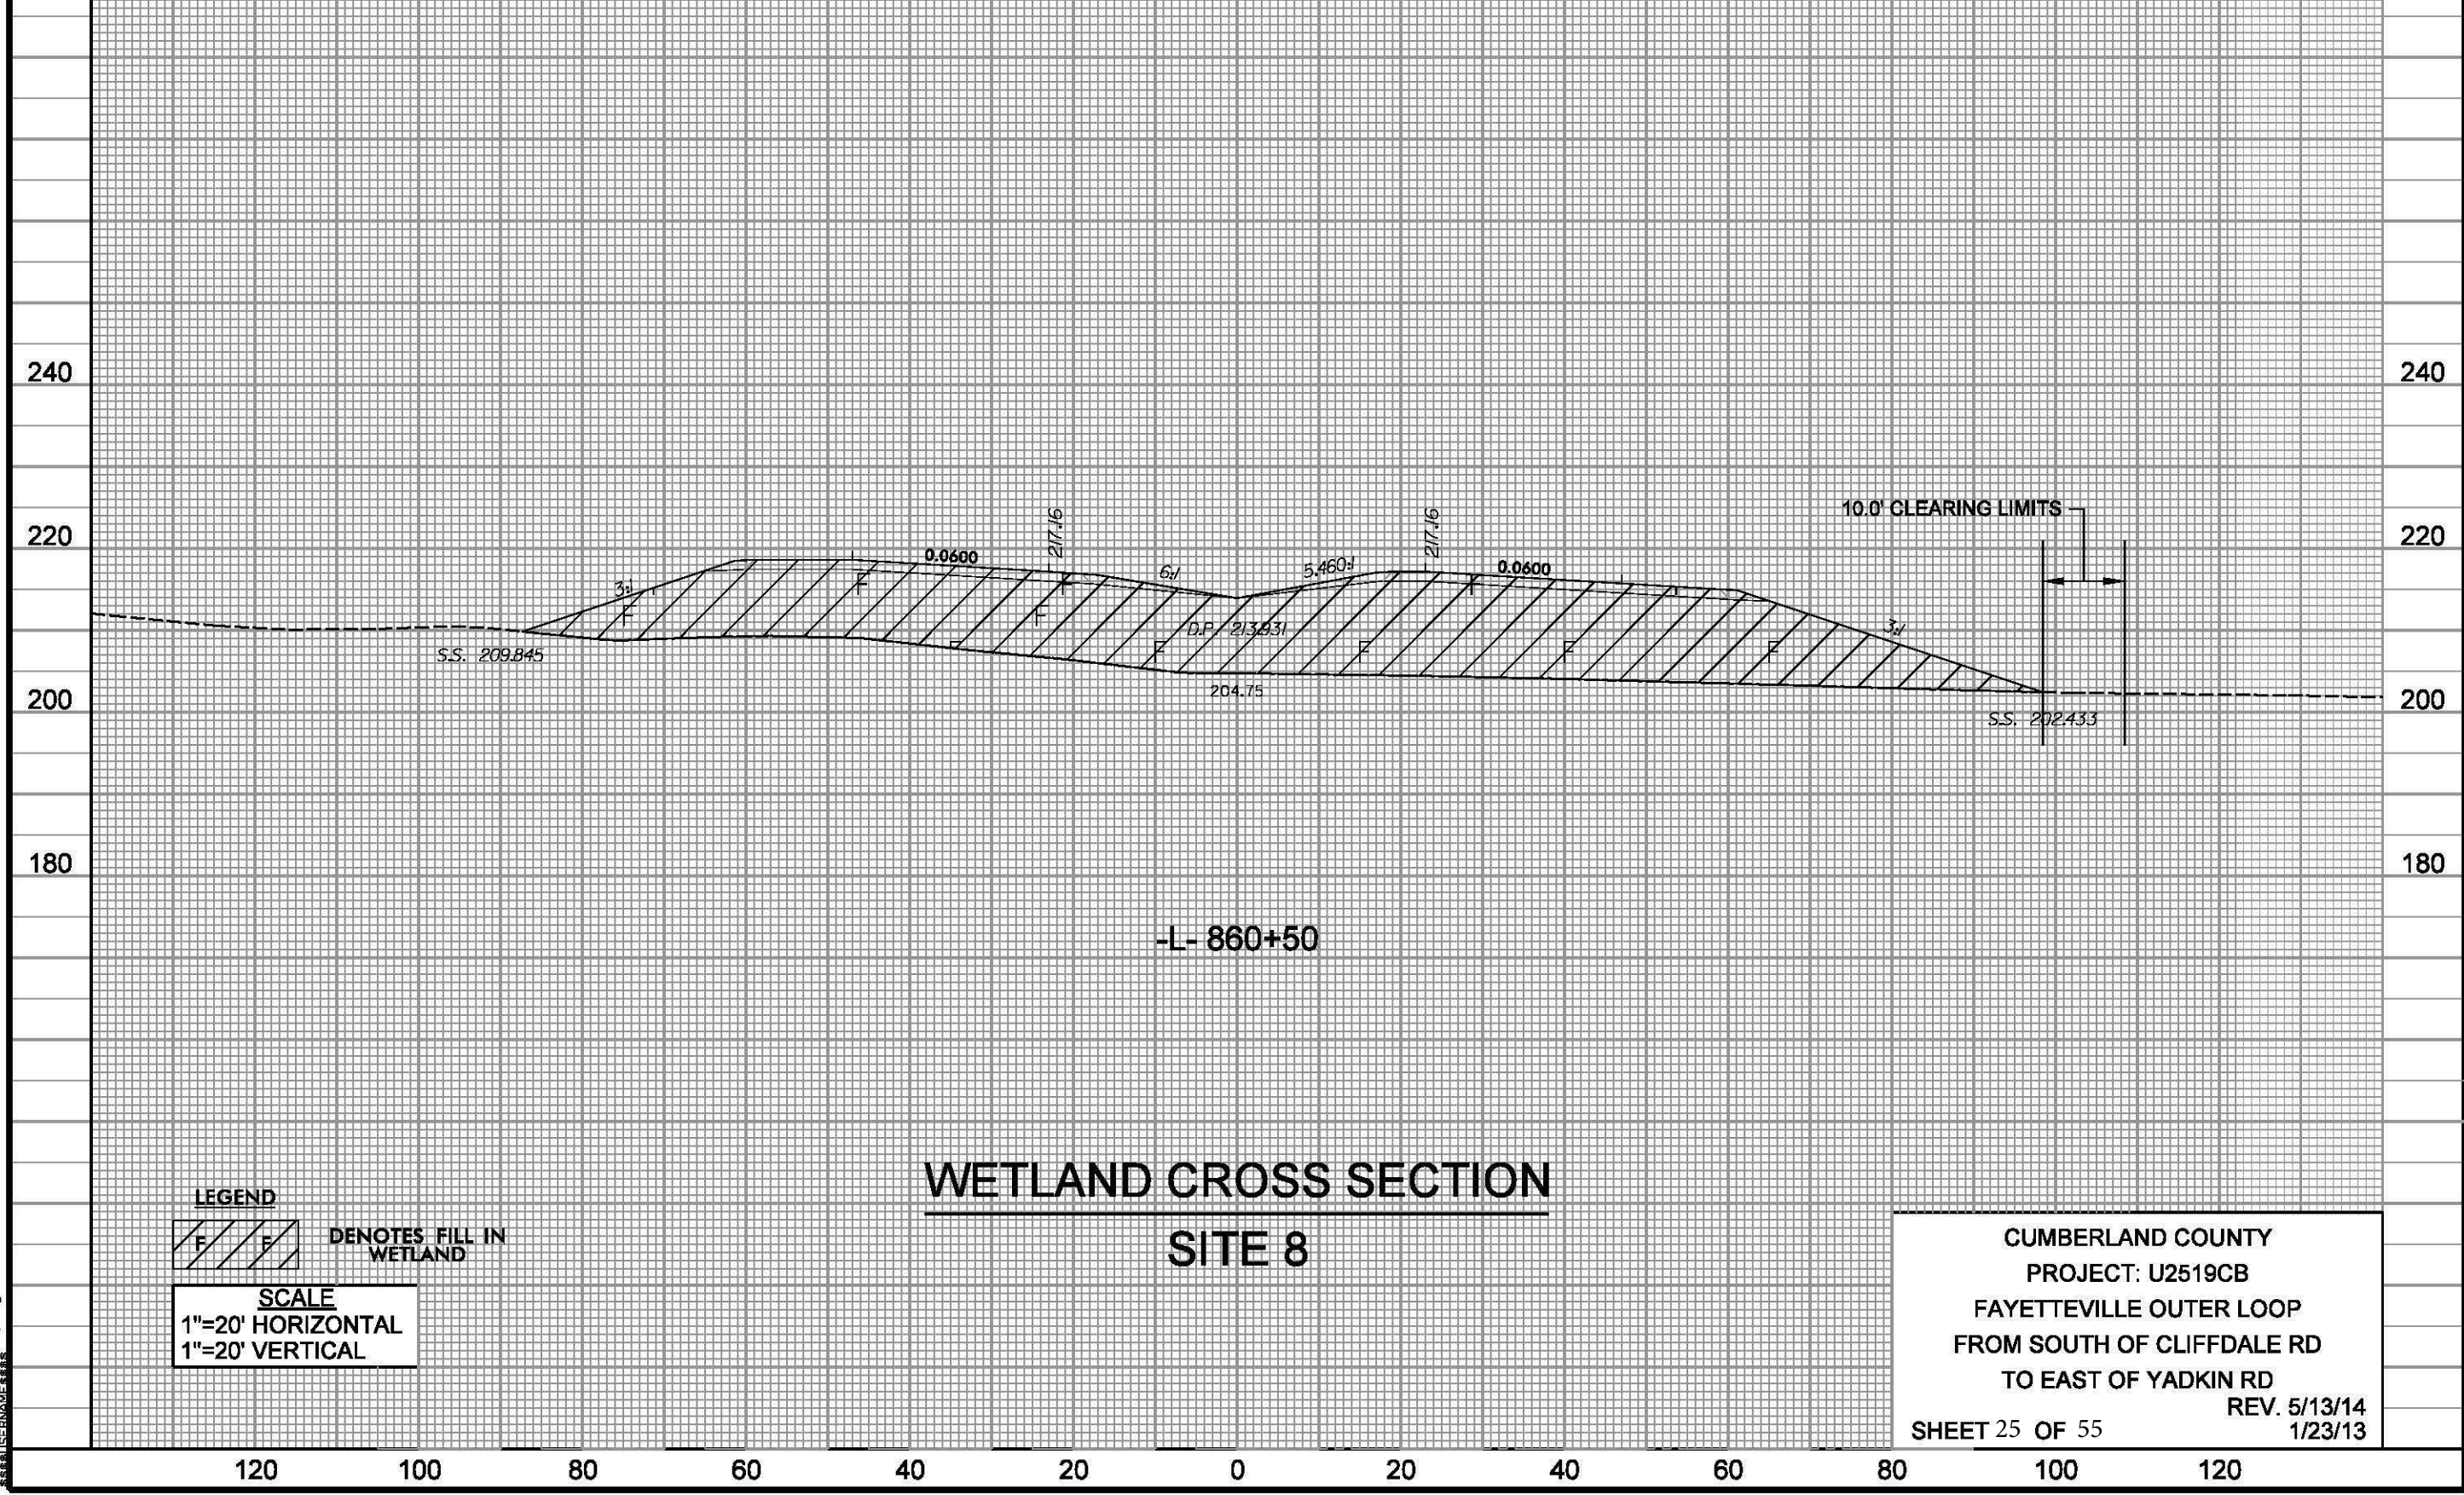 240
240
220
220
200
200
180
180
217.16
217.16
10.0' CLEARING LIMITS
3:1
0.0600
6:1
5.460:1
0.0600
3:1
F
F
F
F
F
F
F
F
F
D.P. 213.931
S.S. 209.845
204.75
S.S. 202.433
-L- 860+50
WETLAND CROSS SECTION
SITE 8
LEGEND
F F
DENOTES FILL IN
WETLAND
SCALE
1"=20' HORIZONTAL
1"=20' VERTICAL
CUMBERLAND COUNTY
PROJECT: U2519CB
FAYETTEVILLE OUTER LOOP
FROM SOUTH OF CLIFFDALE RD
TO EAST OF YADKIN RD
REV. 5/13/14
SHEET 25 OF 55
1/23/13
120 100 80 60 40 20 0 20 40 60 80 100 120